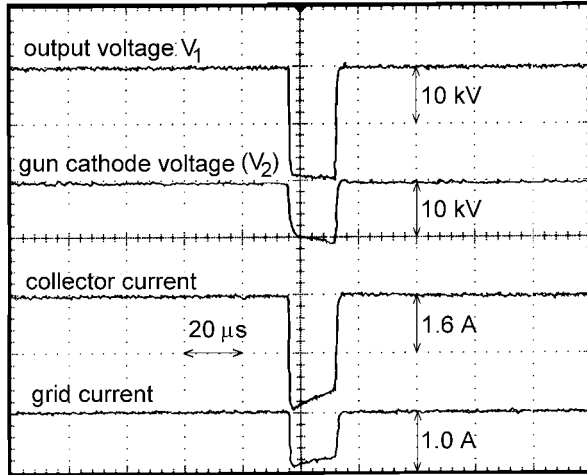 output voltage V₁
10 kV
gun cathode voltage (V₂)
10 kV
collector current
20 μs
1.6 A
grid current
1.0 A